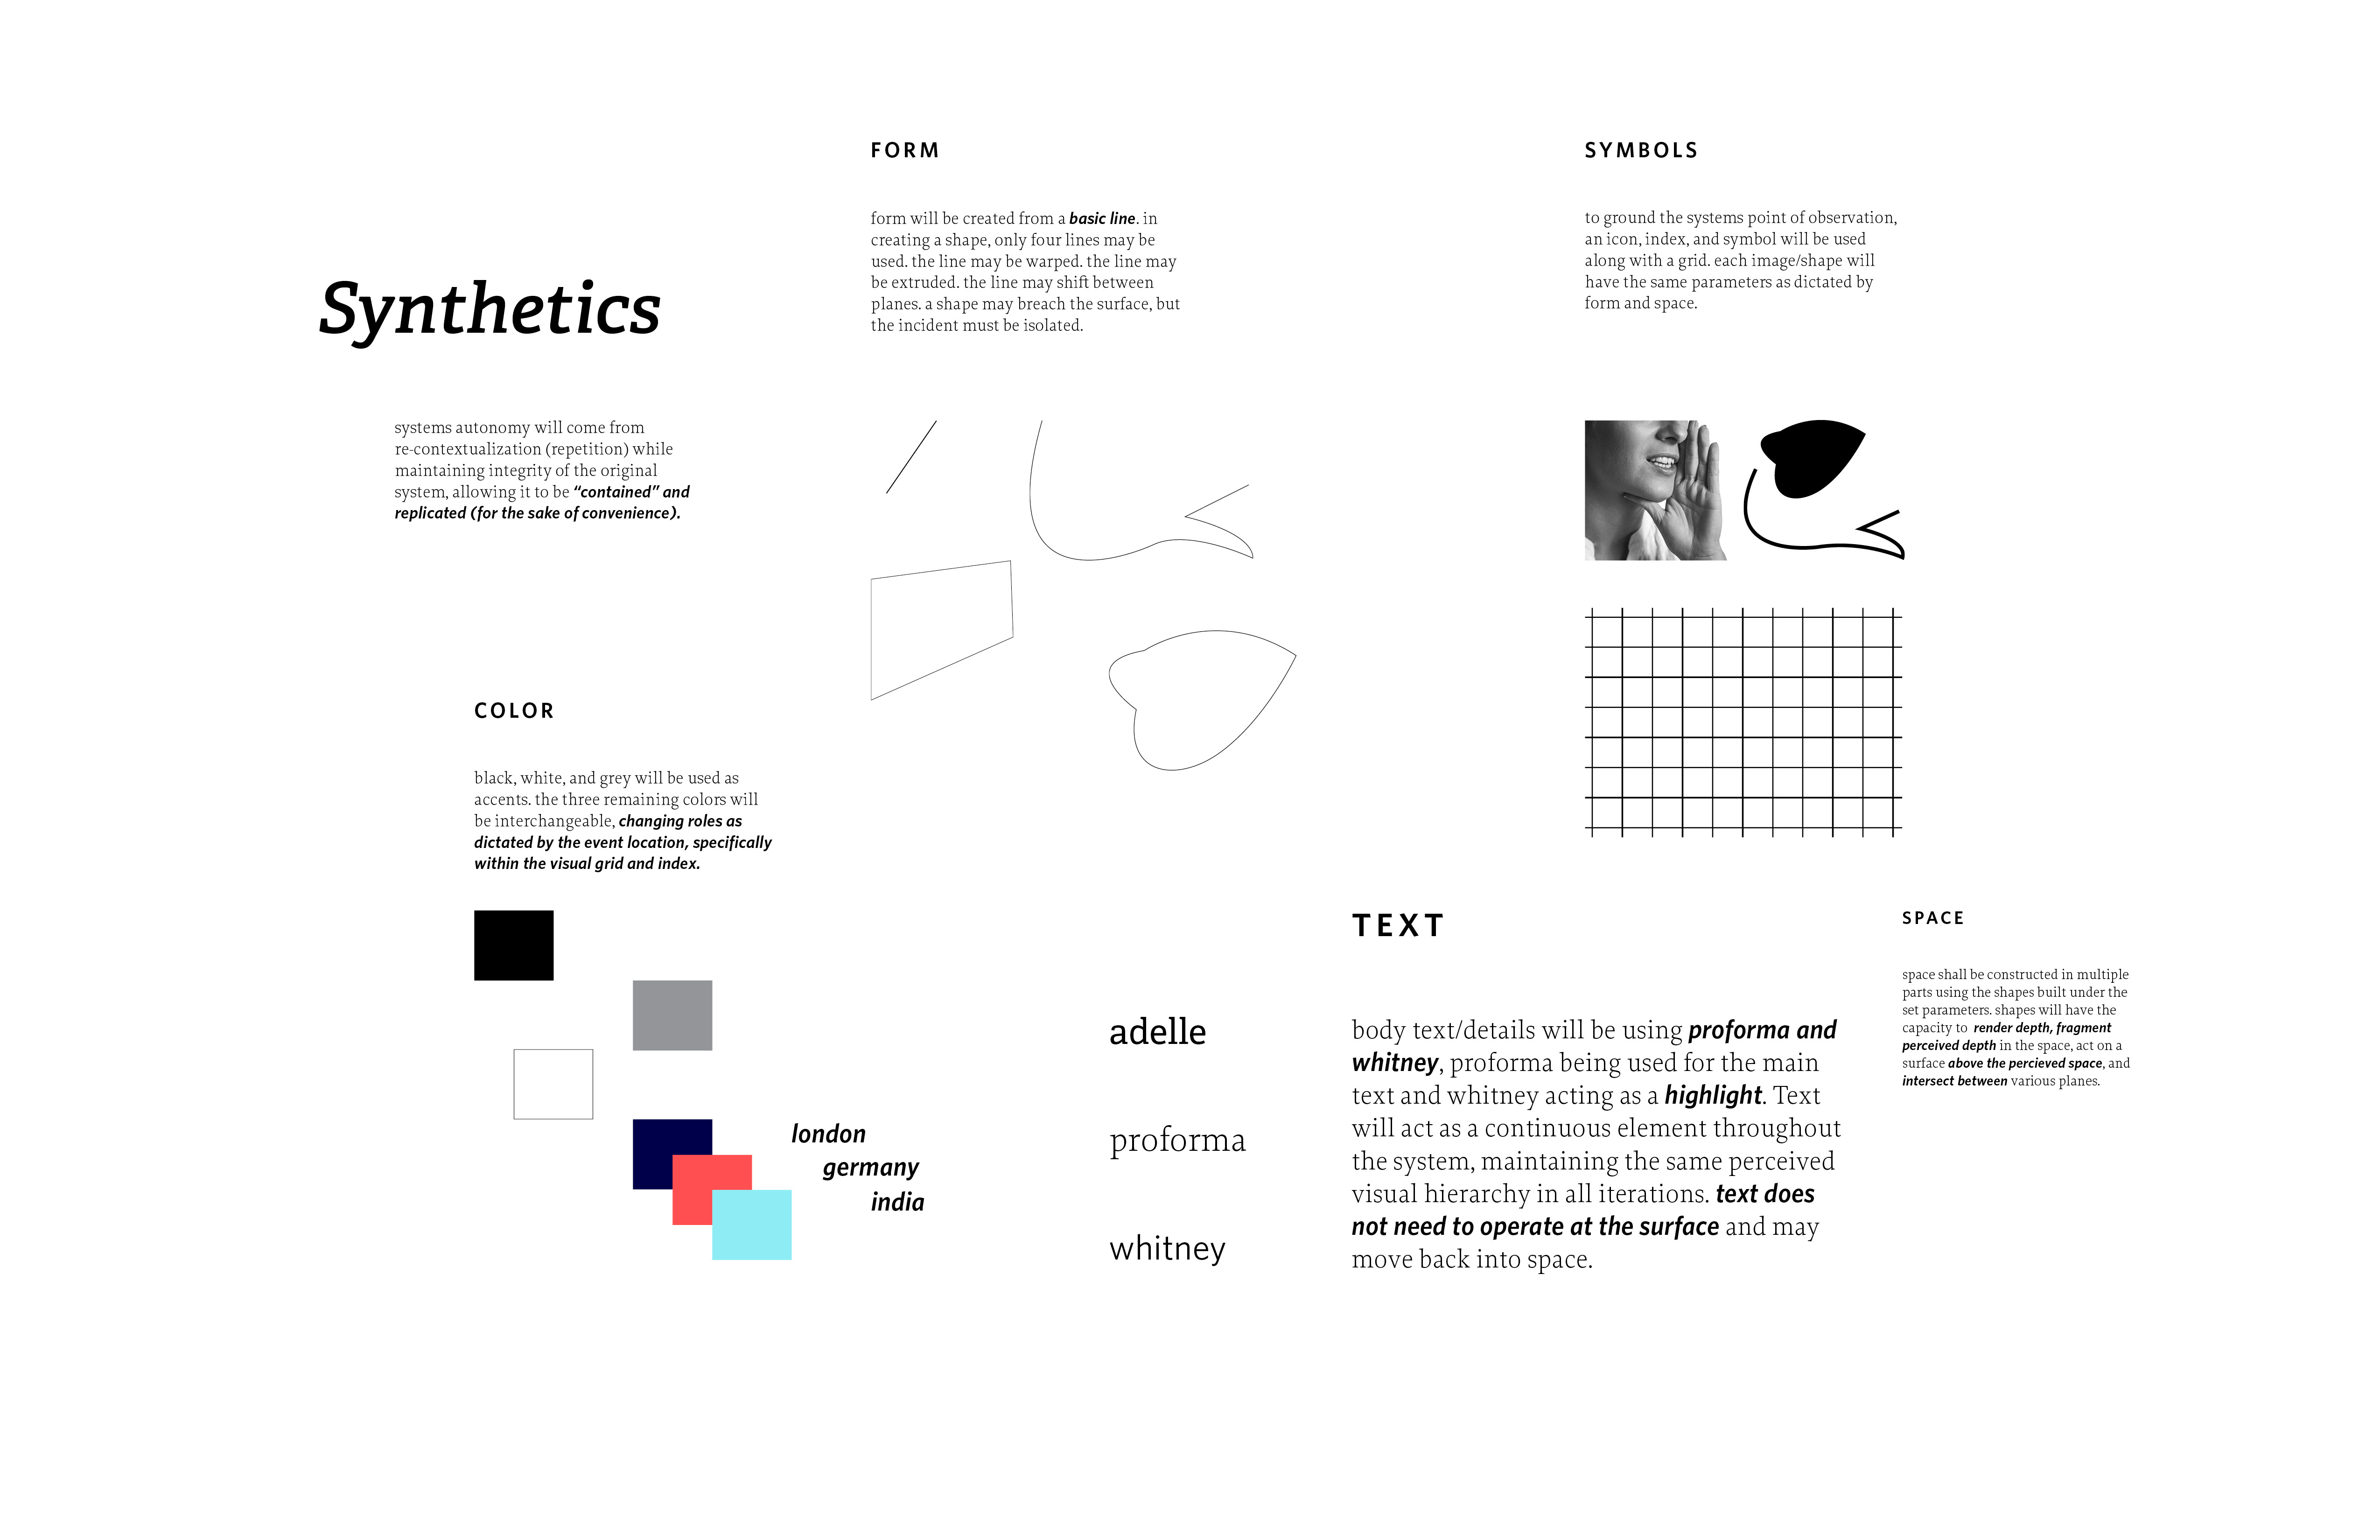 Synthetics
systems autonomy will come from
re-contextualization (repetition) while
maintaining integrity of the original
system, allowing it to be “contained” and
replicated (for the sake of convenience).
FORM
form will be created from a basic line. in
creating a shape, only four lines may be
used. the line may be warped. the line may
be extruded. the line may shift between
planes. a shape may breach the surface, but
the incident must be isolated.
SYMBOLS
to ground the systems point of observation,
an icon, index, and symbol will be used
along with a grid. each image/shape will
have the same parameters as dictated by
form and space.
COLOR
black, white, and grey will be used as
accents. the three remaining colors will
be interchangeable, changing roles as
dictated by the event location, specifically
within the visual grid and index.
london
germany
india
adelle
proforma
whitney
TEXT
body text/details will be using proforma and
whitney, proforma being used for the main
text and whitney acting as a highlight. Text
will act as a continuous element throughout
the system, maintaining the same perceived
visual hierarchy in all iterations. text does
not need to operate at the surface and may
move back into space.
SPACE
space shall be constructed in multiple
parts using the shapes built under the
set parameters. shapes will have the
capacity to render depth, fragment
perceived depth in the space, act on a
surface above the percieved space, and
intersect between various planes.